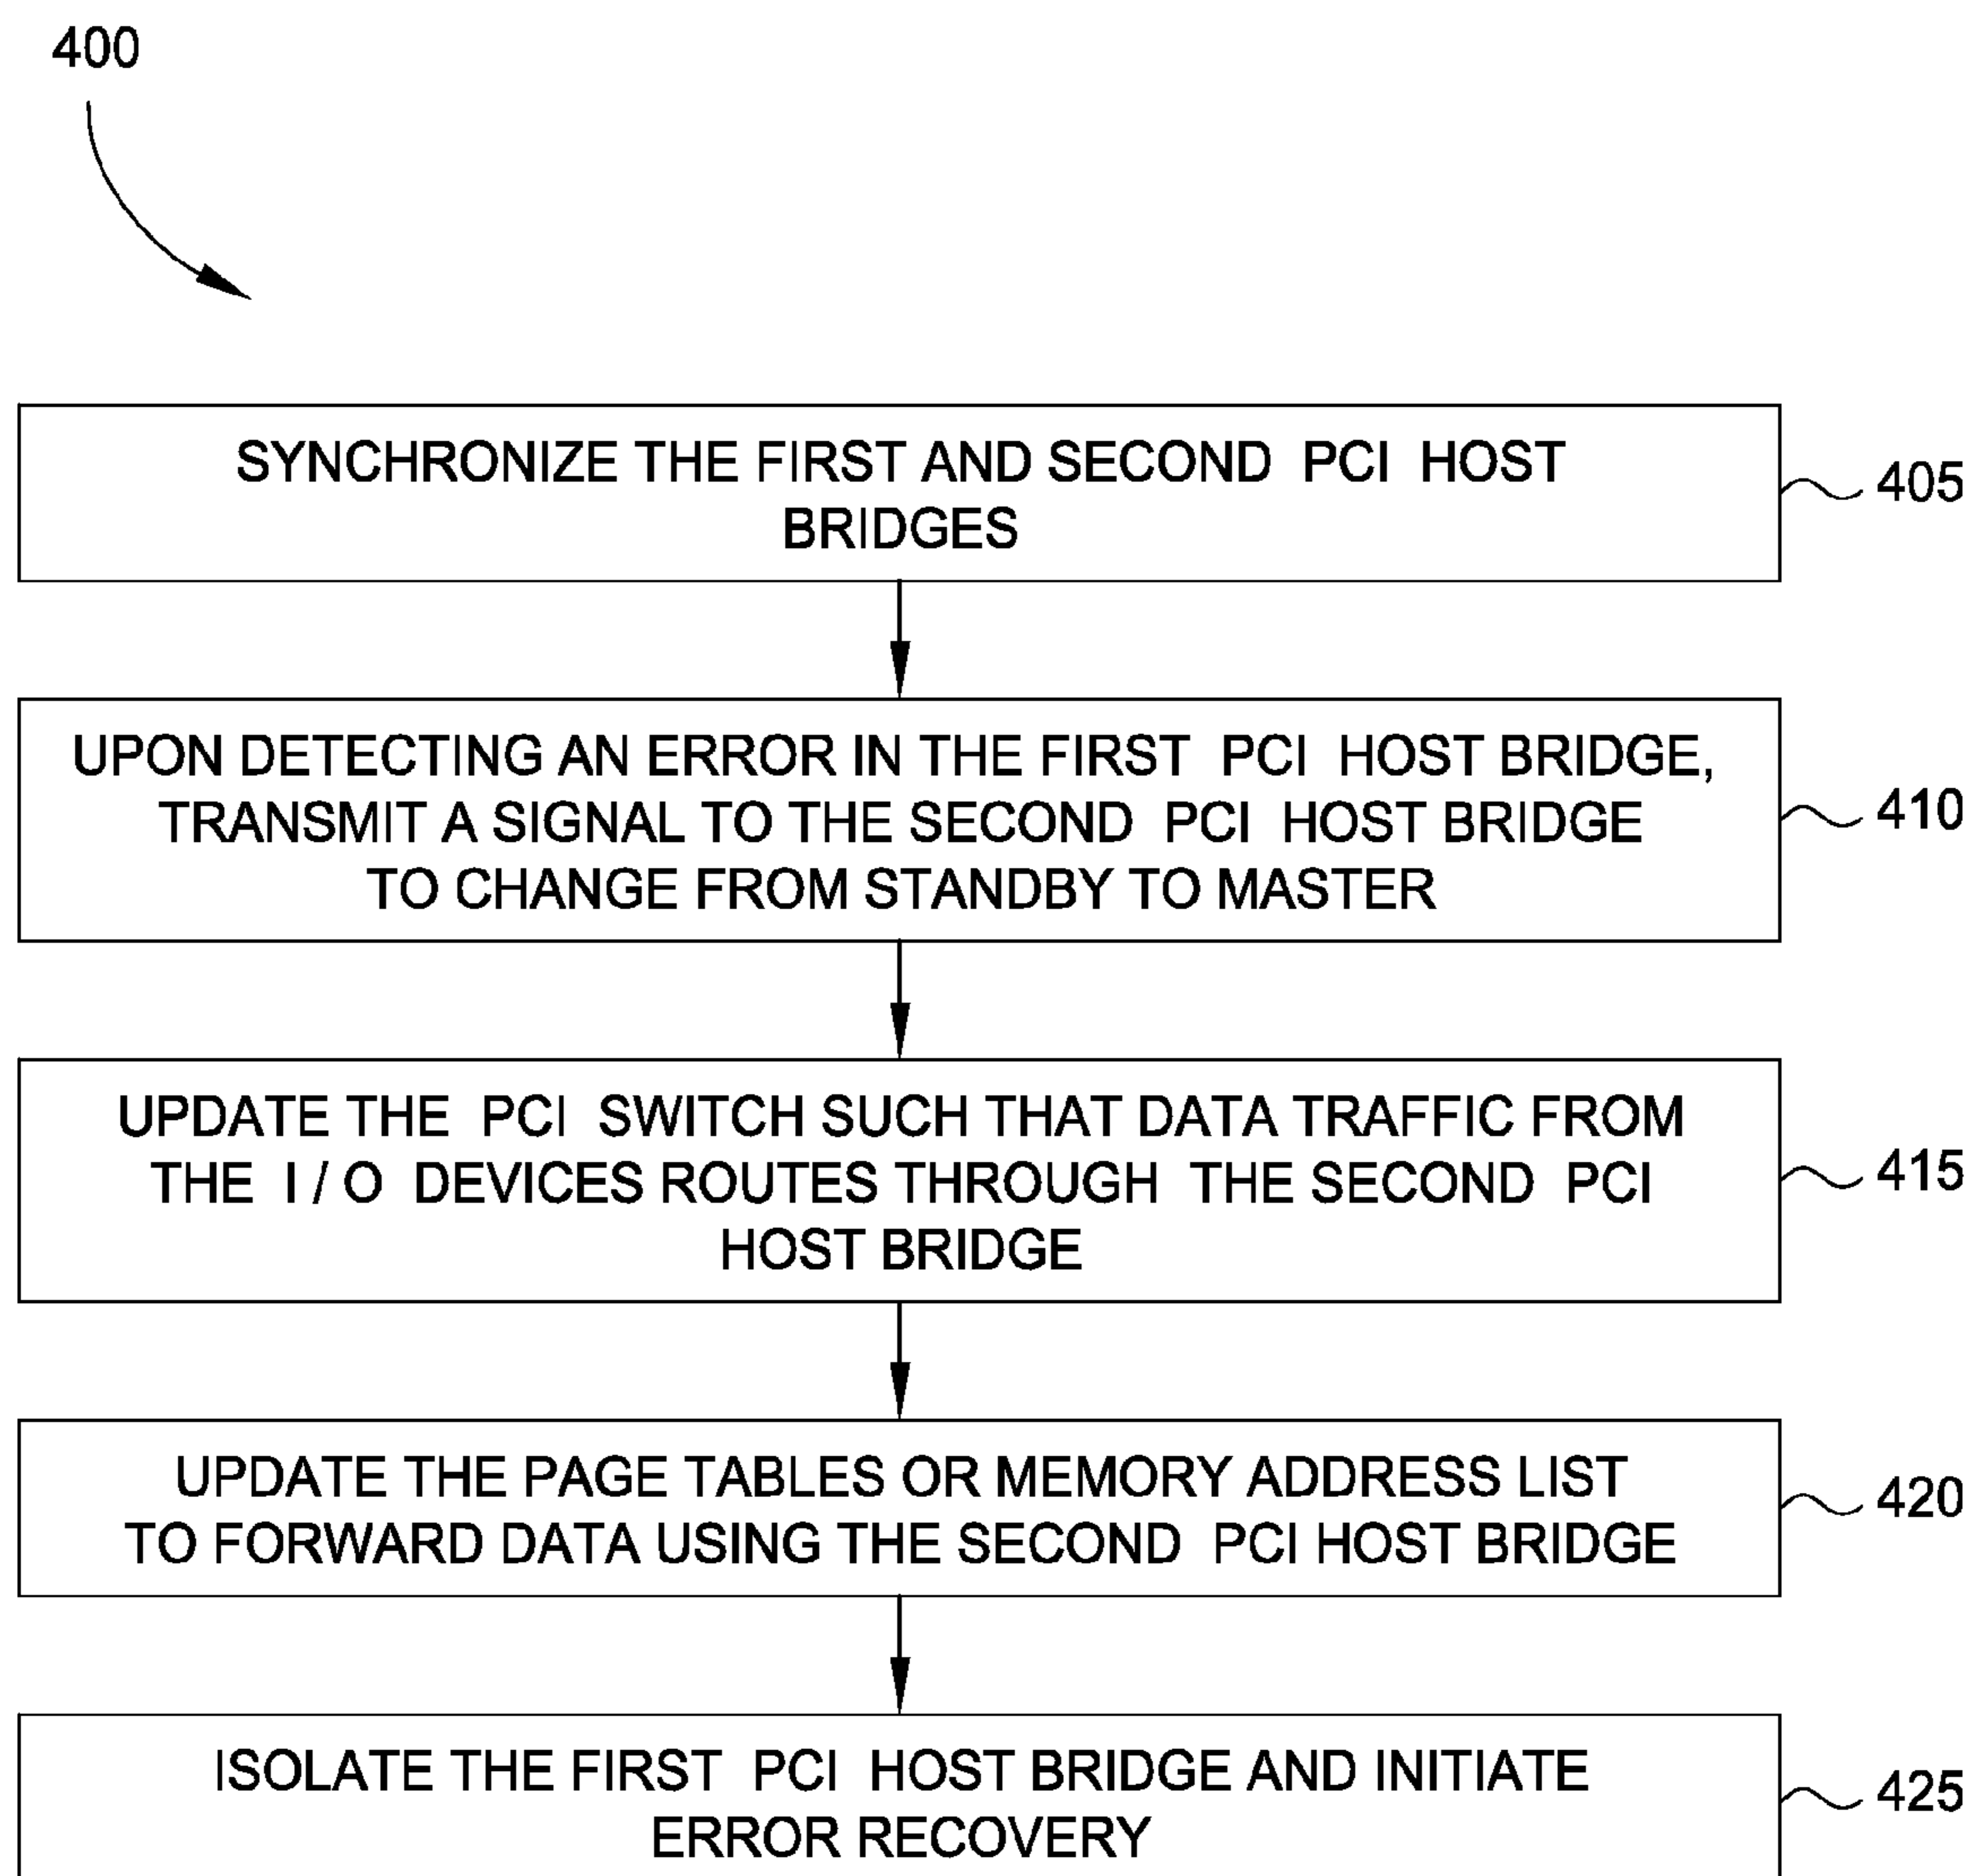 400
SYNCHRONIZE THE FIRST AND SECOND PCI HOST
BRIDGES
405
UPON DETECTING AN ERROR IN THE FIRST PCI HOST BRIDGE,
TRANSMIT A SIGNAL TO THE SECOND PCI HOST BRIDGE
TO CHANGE FROM STANDBY TO MASTER
410
UPDATE THE PCI SWITCH SUCH THAT DATA TRAFFIC FROM
THE I / O DEVICES ROUTES THROUGH THE SECOND PCI
HOST BRIDGE
415
UPDATE THE PAGE TABLES OR MEMORY ADDRESS LIST
TO FORWARD DATA USING THE SECOND PCI HOST BRIDGE
420
ISOLATE THE FIRST PCI HOST BRIDGE AND INITIATE
ERROR RECOVERY
425